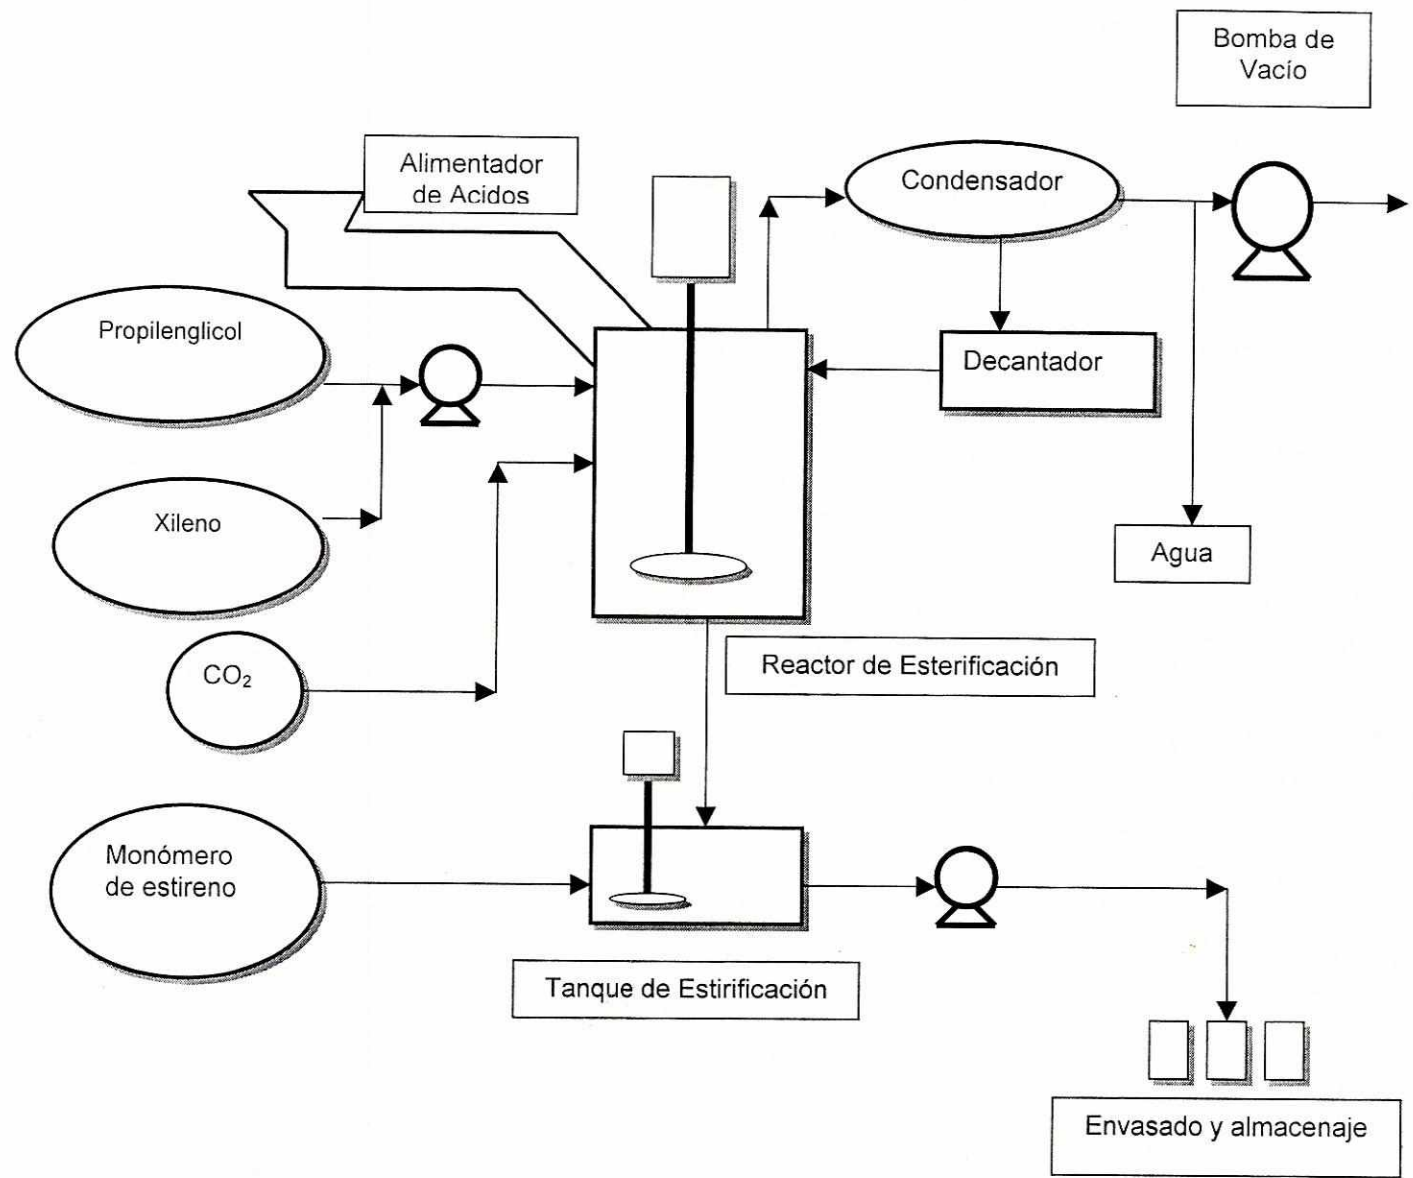 Bomba de
Vacío
Alimentador
de Acidos
Condensador
Propilenglicol
Decantador
Xileno
Agua
Reactor de Esterificación
CO₂
Monómero
de estireno
Tanque de Estirificación
Envasado y almacenaje